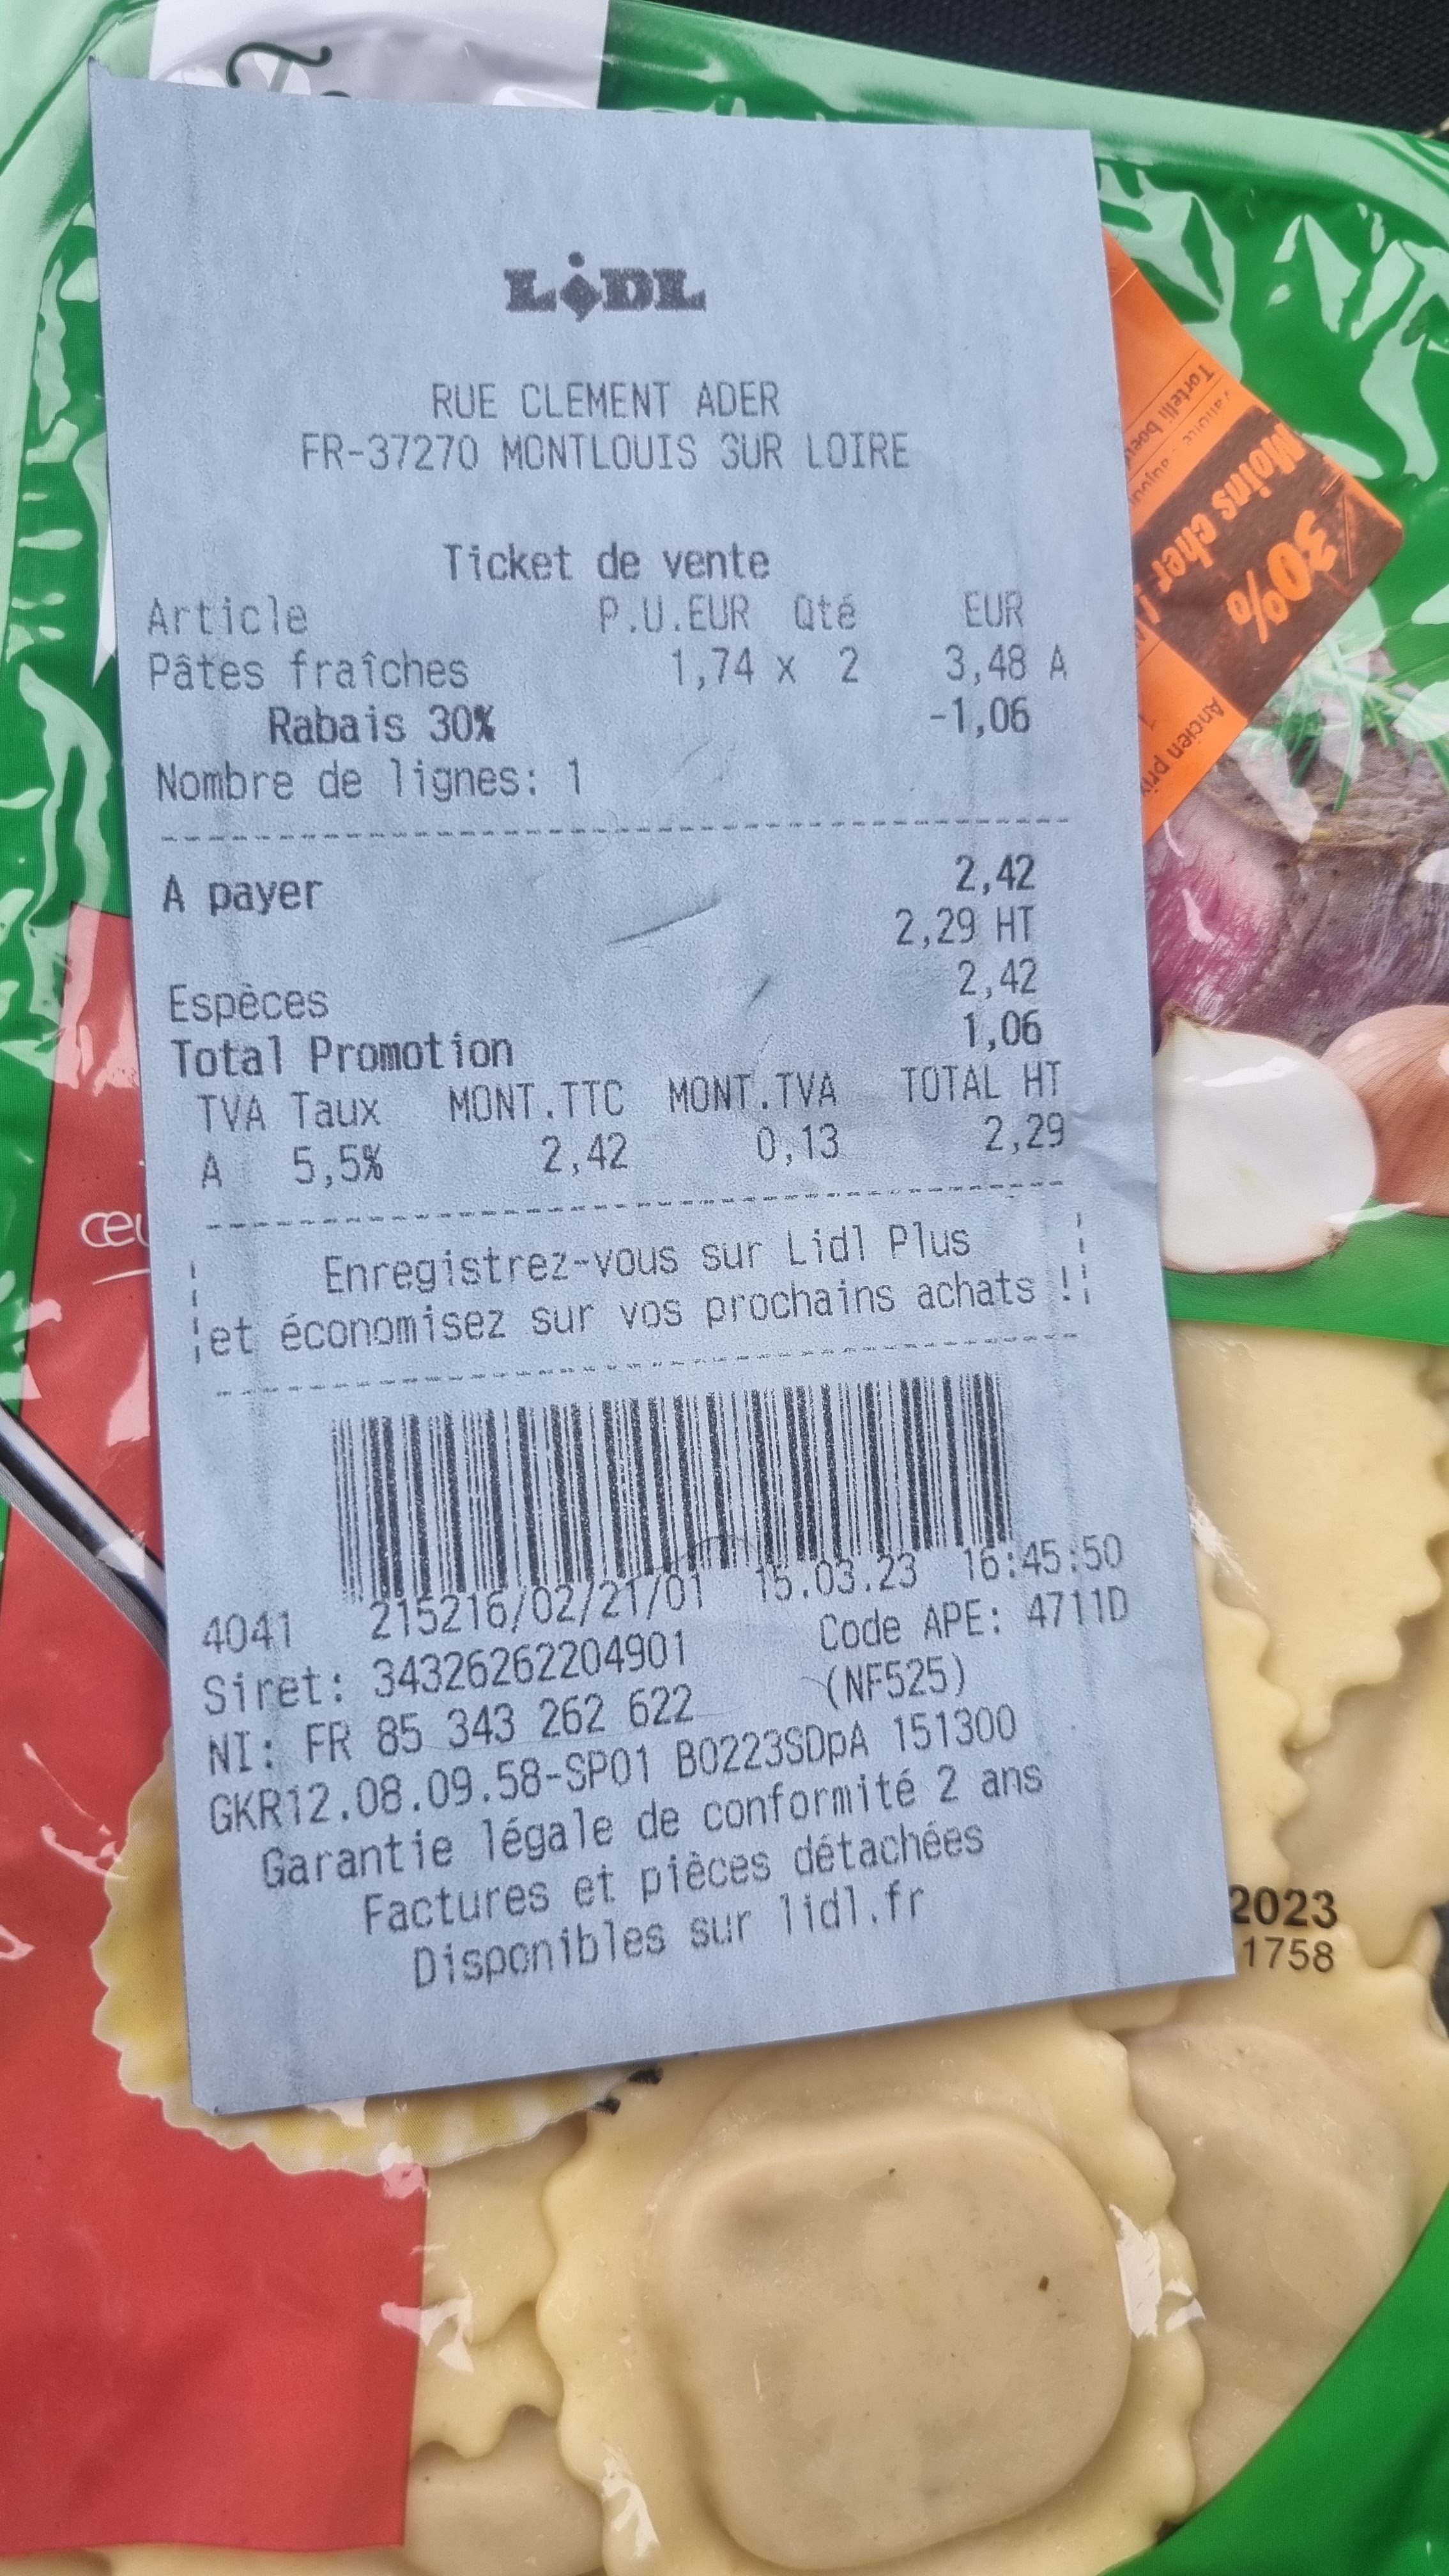 LiDL
RUE CLEMENT ADER
FR-37270 MONTLOUIS SUR LOIRE
Ticket de vente
Article P.U.EUR Qté EUR
Pâtes fraîches 1,74 x 2 3,48 A
Rabais 30% -1,06
Nombre de lignes: 1
A payer 2,42
2,29 HT
Espèces 2,42
Total Promotion 1,06
TVA Taux MONT.TTC MONT.TVA TOTAL HT
A 5,5% 2,42 0,13 2,29
Enregistrez-vous sur Lidl Plus
et économisez sur vos prochains achats !
4041 215216/02/21/01 15.03.23 16:45:50
Siret: 34326262204901 Code APE: 4711D
NI: FR 85 343 262 622 (NF525)
GKR12.08.09.58-SP01 B0223SDpA 151300
Garantie légale de conformité 2 ans
Factures et pièces détachées
Disponibles sur lidl.fr
Tortelli
30%
Moins cher
Ancien prix
2023
1758